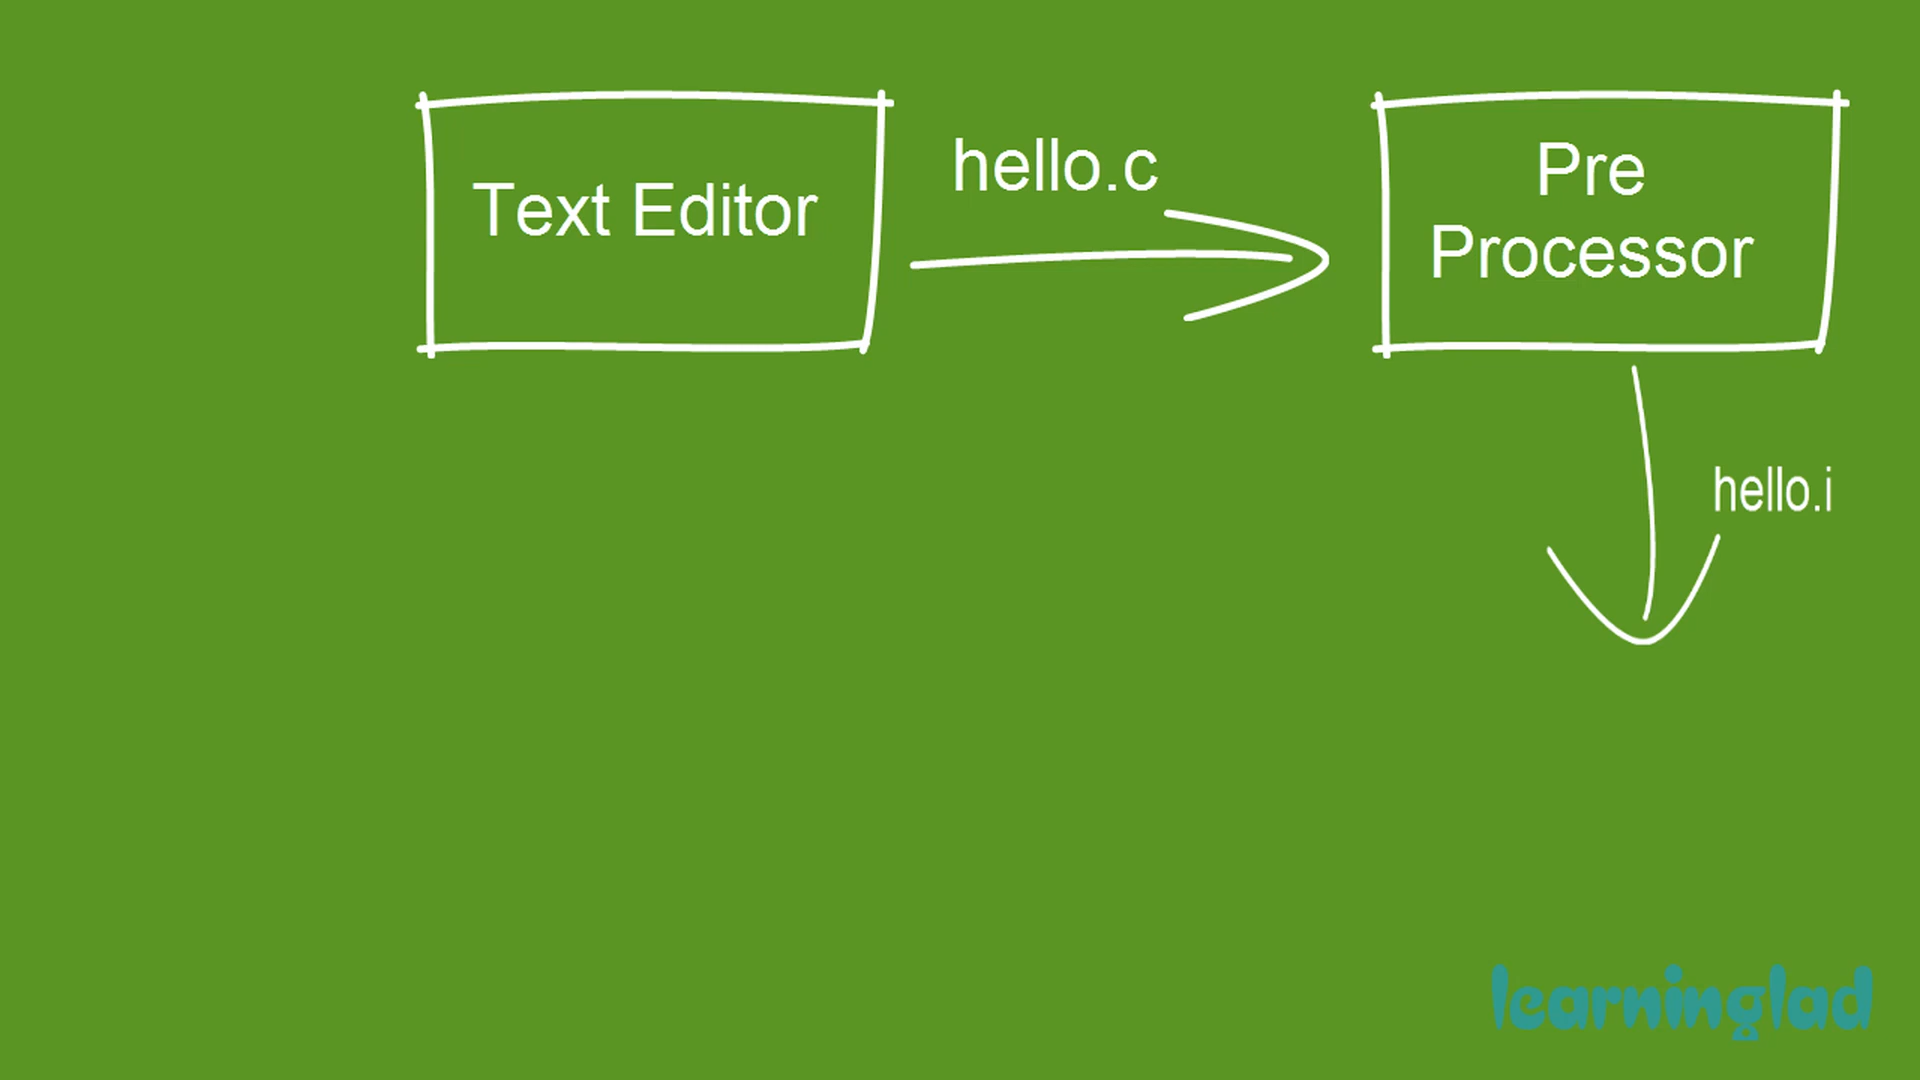 Text Editor
hello.c
Pre
Processor
hello.i
learninglad